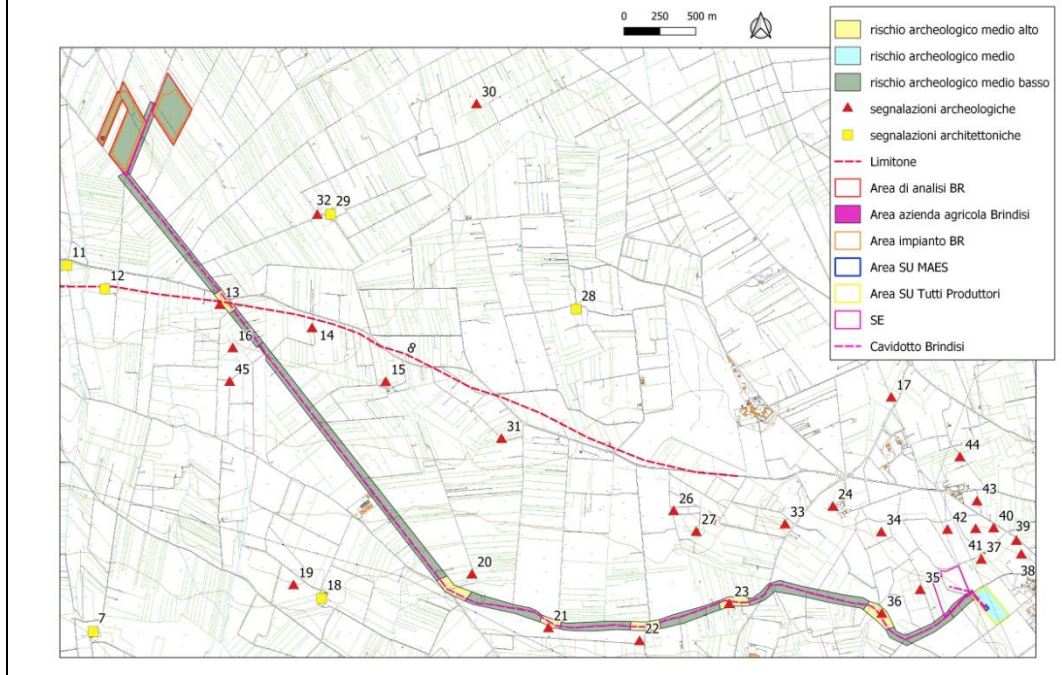 0 250 500 m
rischio archeologico medio alto
rischio archeologico medio
rischio archeologico medio basso
segnalazioni archeologiche
segnalazioni architettoniche
Limitone
Area di analisi BR
Area azienda agricola Brindisi
Area impianto BR
Area SU MAES
Area SU Tutti Produttori
SE
Cavidotto Brindisi
30
32 29
11
12
13
28
14
16
8
45
15
17
31
44
43
26
24
33
27
34
42
40
39
41
37
38
20
19
18
35
23
36
21
22
7